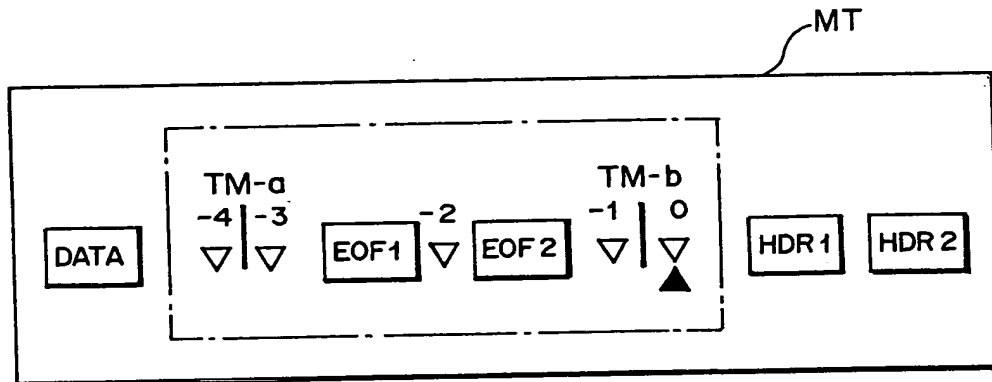 MT
TM-a TM-b
-4 -3 -2 -1 0
DATA EOF1 EOF2 HDR1 HDR2